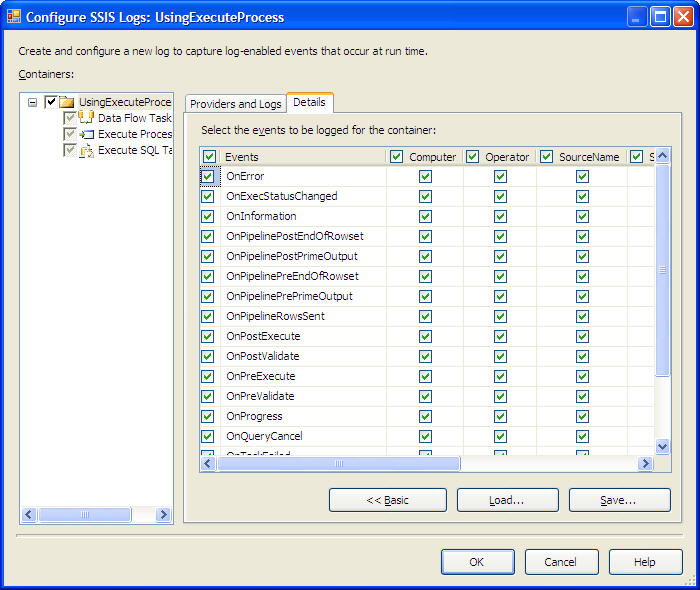 Configure SSIS Logs: UsingExecuteProcess
Create and configure a new log to capture log-enabled events that occur at run time.
Containers:
UsingExecuteProce
Data Flow Task
Execute Proces
Execute SQL Ta
Providers and Logs
Details
Select the events to be logged for the container:
Events Computer Operator SourceName S
OnError
OnExecStatusChanged
OnInformation
OnPipelinePostEndOfRowset
OnPipelinePostPrimeOutput
OnPipelinePreEndOfRowset
OnPipelinePrePrimeOutput
OnPipelineRowsSent
OnPostExecute
OnPostValidate
OnPreExecute
OnPreValidate
OnProgress
OnQueryCancel
OnTaskFailed
<< Basic Load... Save...
OK Cancel Help